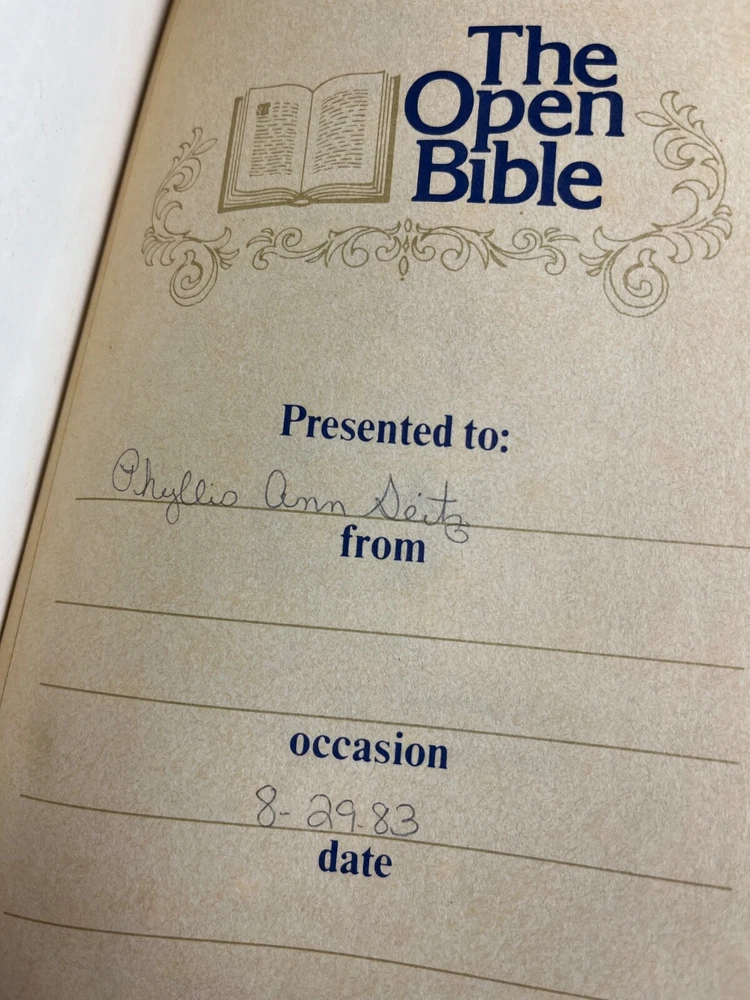 The
Open
Bible
Presented to:
Phyllis Ann Seitz
from
occasion
8-29-83
date